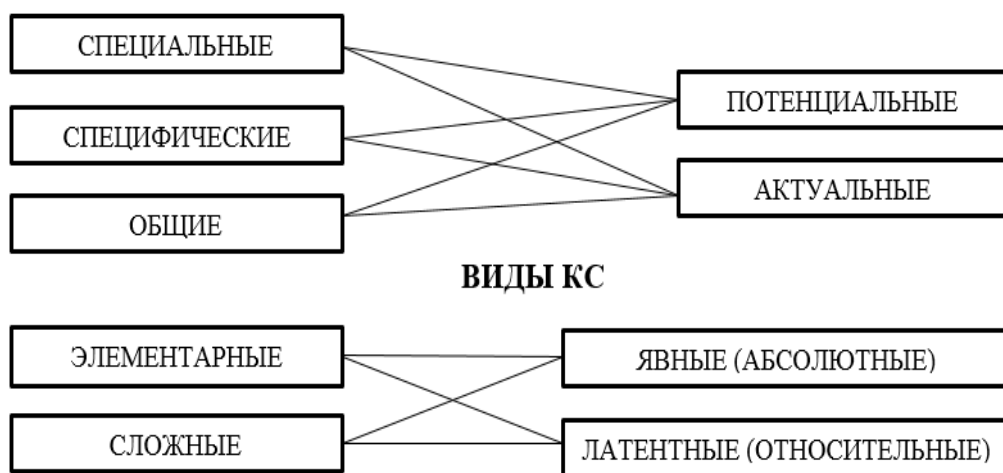 СПЕЦИАЛЬНЫЕ
СПЕЦИФИЧЕСКИЕ
ОБЩИЕ
ПОТЕНЦИАЛЬНЫЕ
АКТУАЛЬНЫЕ
ВИДЫ КС
ЭЛЕМЕНТАРНЫЕ
СЛОЖНЫЕ
ЯВНЫЕ (АБСОЛЮТНЫЕ)
ЛАТЕНТНЫЕ (ОТНОСИТЕЛЬНЫЕ)